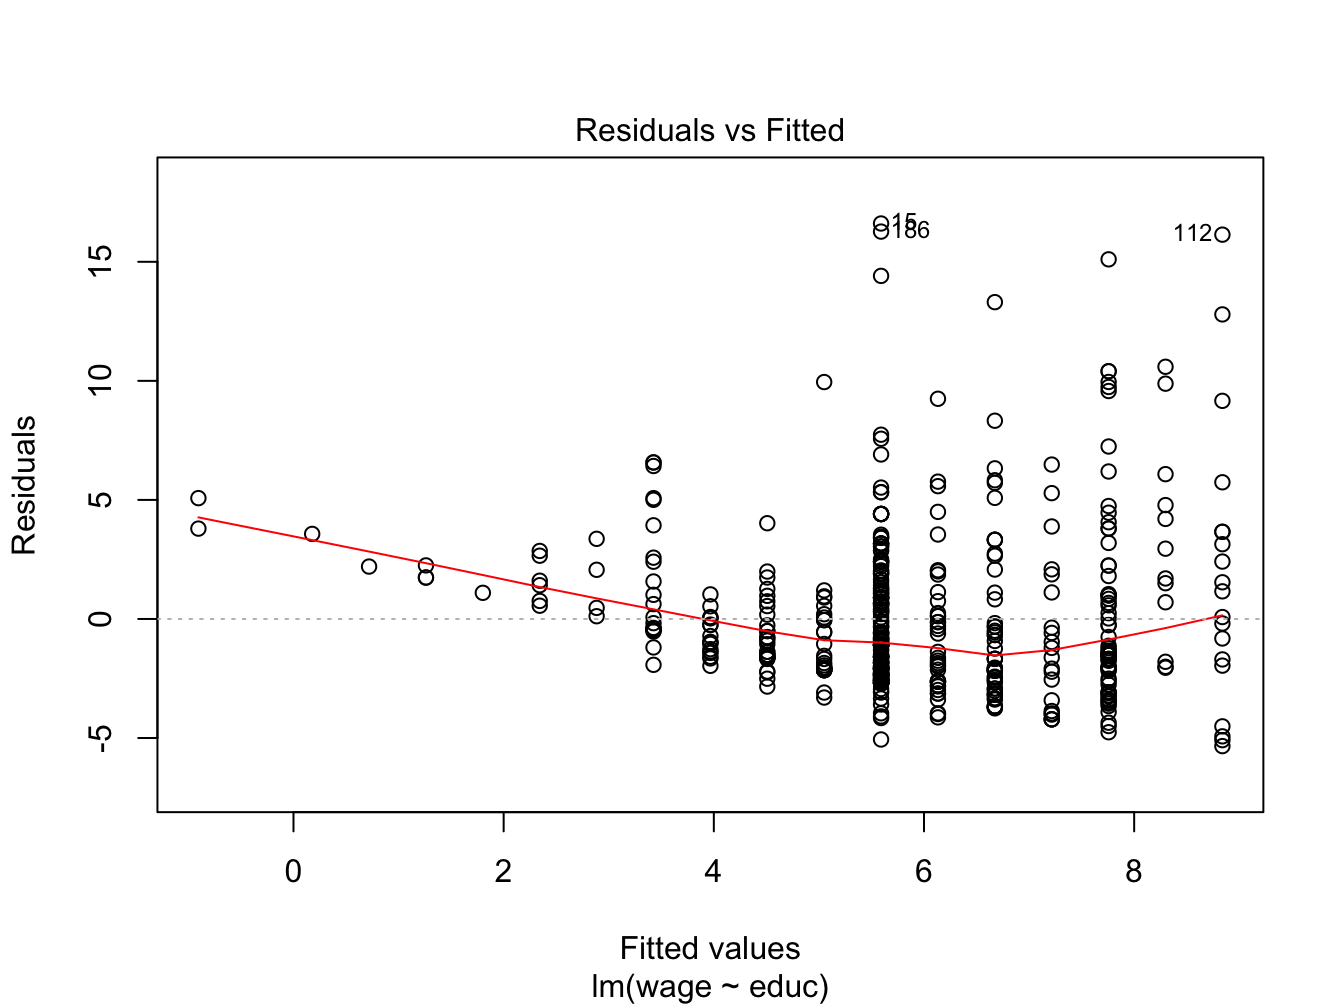 Residuals vs Fitted
15
186
112
15
10
5
0
-5
Residuals
0 2 4 6 8
Fitted values
lm(wage ~ educ)